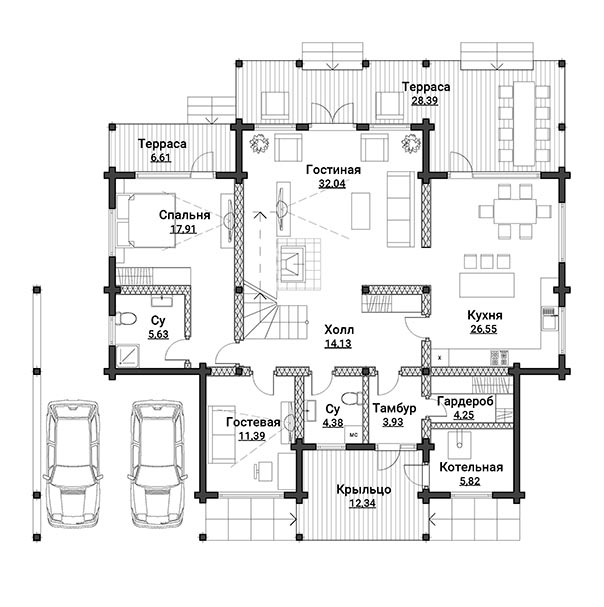 Терраса
28.39
Терраса
6.61
Гостиная
32.04
Спальня
17.91
Су
5.63
Холл
14.13
Кухня
26.55
х
Гостевая
11.39
Су
4.38
мс
Тамбур
3.93
Гардероб
4.25
Котельная
5.82
Крыльцо
12.34